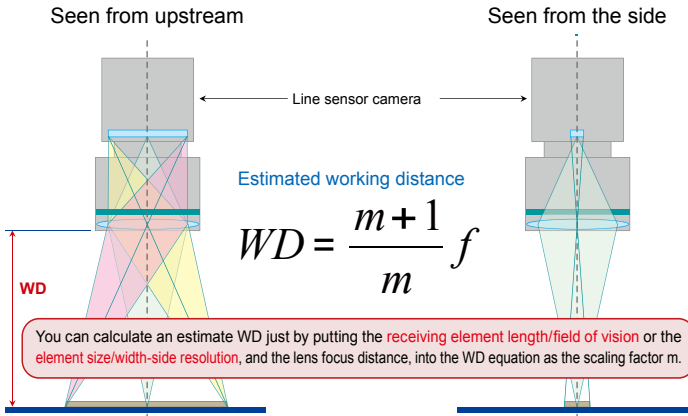 Seen from upstream
Seen from the side
Line sensor camera
Estimated working distance
WD = \frac{m+1}{m} f
WD
You can calculate an estimate WD just by putting the receiving element length/field of vision or the
element size/width-side resolution, and the lens focus distance, into the WD equation as the scaling factor m.